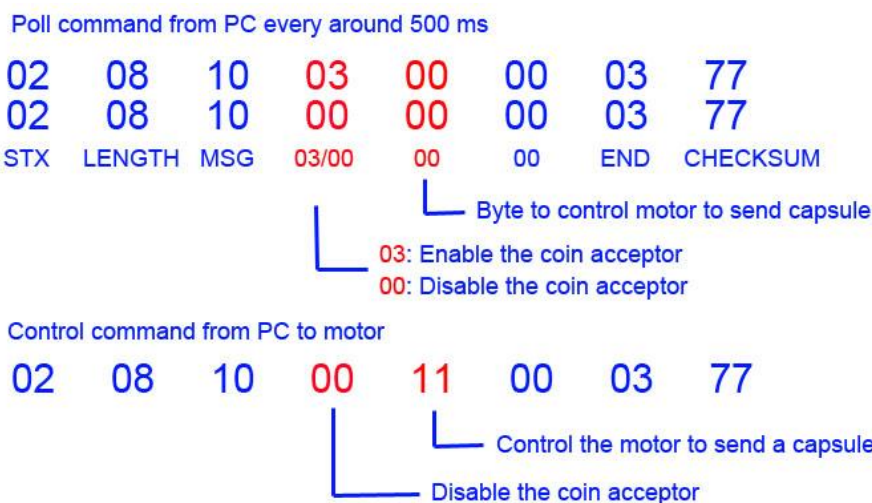 Poll command from PC every around 500 ms
02 08 10 03 00 00 03 77
02 08 10 00 00 00 03 77
STX LENGTH MSG 03/00 00 00 END CHECKSUM
Byte to control motor to send capsule
03: Enable the coin acceptor
00: Disable the coin acceptor
Control command from PC to motor
02 08 10 00 11 00 03 77
Control the motor to send a capsule
Disable the coin acceptor